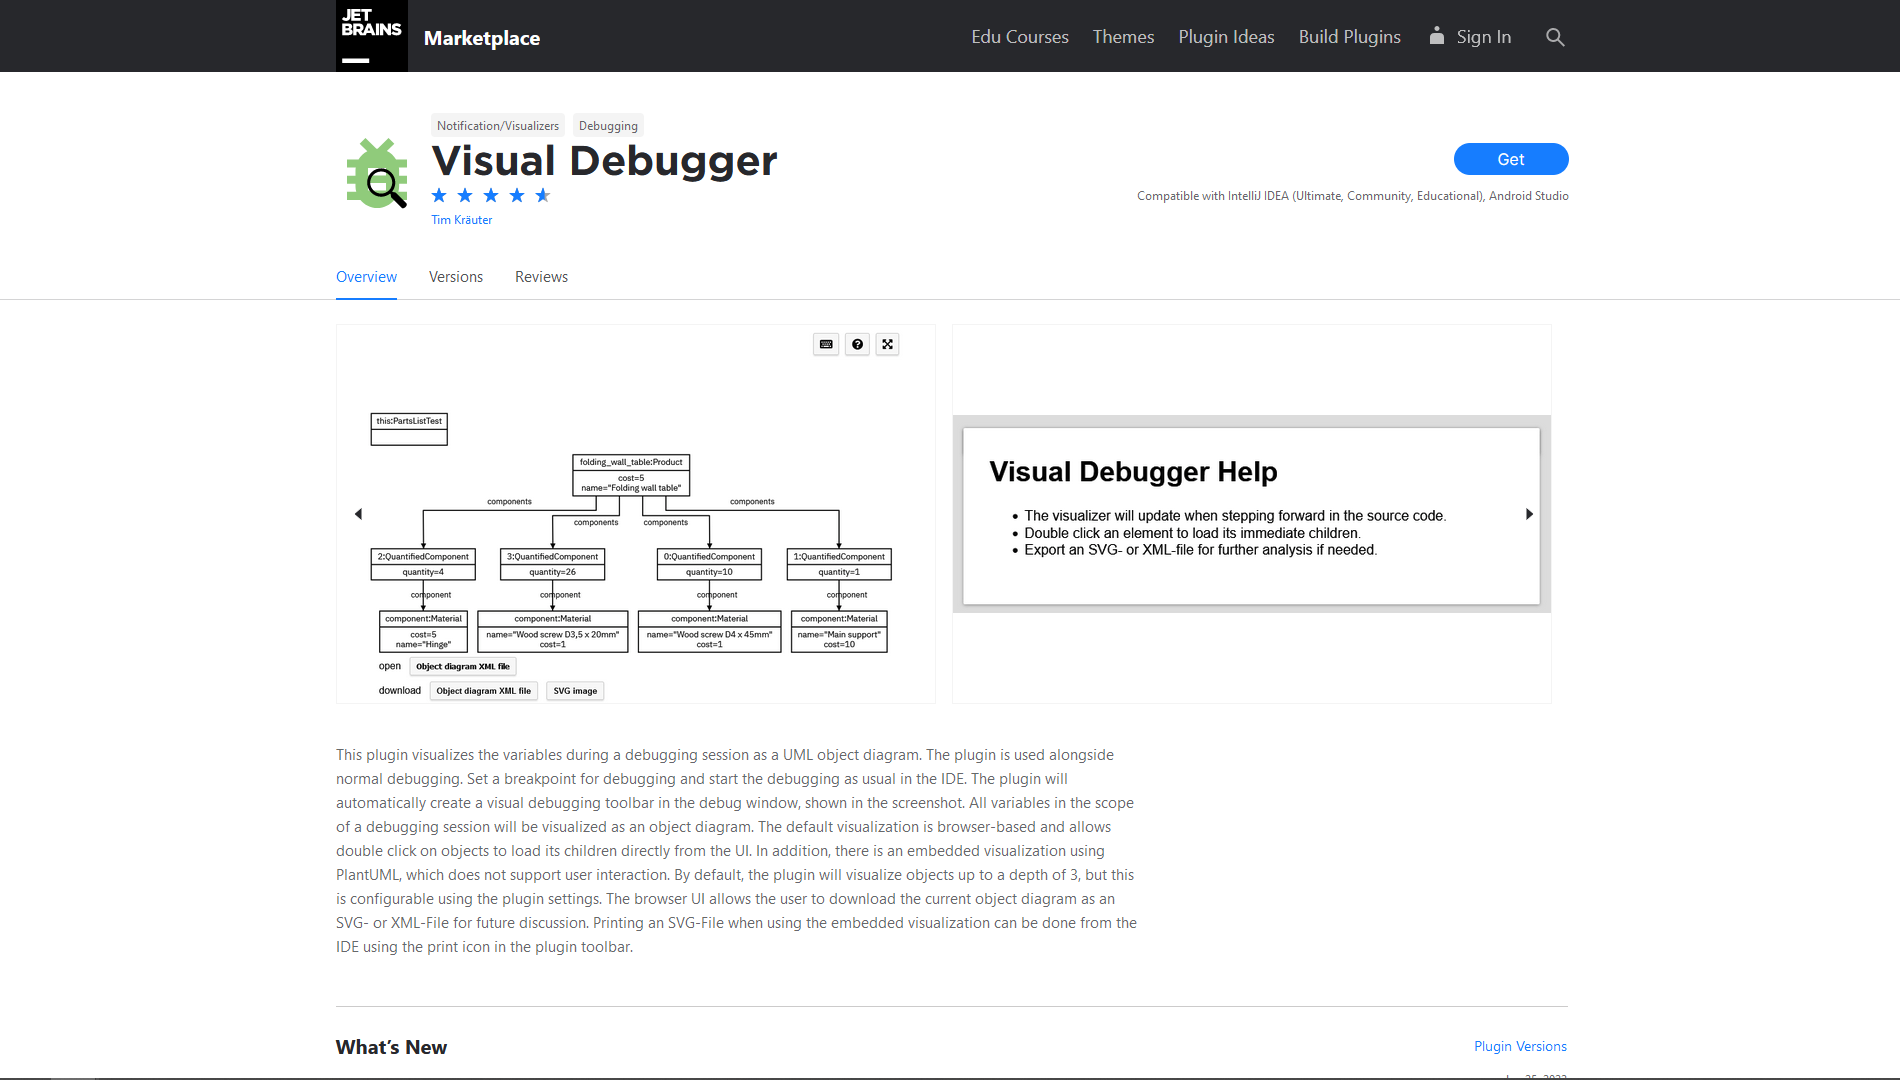 JET
BRAINS
Marketplace
Edu Courses
Themes
Plugin Ideas
Build Plugins
Sign In
Notification/Visualizers
Debugging
Visual Debugger
Tim Kräuter
Get
Compatible with IntelliJ IDEA (Ultimate, Community, Educational), Android Studio
Overview
Versions
Reviews
this:PartsListTest
folding_wall_table:Product
cost=5
name="Folding wall table"
components
components
components
components
2:QuantifiedComponent
quantity=4
3:QuantifiedComponent
quantity=26
0:QuantifiedComponent
quantity=10
1:QuantifiedComponent
quantity=1
component
component
component
component
component:Material
cost=5
name="Hinge"
component:Material
name="Wood screw D3,5 x 20mm"
cost=1
component:Material
name="Wood screw D4 x 45mm"
cost=1
component:Material
name="Main support"
cost=10
open
Object diagram XML file
download
Object diagram XML file
SVG image
Visual Debugger Help
• The visualizer will update when stepping forward in the source code.
• Double click an element to load its immediate children.
• Export an SVG- or XML-file for further analysis if needed.
This plugin visualizes the variables during a debugging session as a UML object diagram. The plugin is used alongside
normal debugging. Set a breakpoint for debugging and start the debugging as usual in the IDE. The plugin will
automatically create a visual debugging toolbar in the debug window, shown in the screenshot. All variables in the scope
of a debugging session will be visualized as an object diagram. The default visualization is browser-based and allows
double click on objects to load its children directly from the UI. In addition, there is an embedded visualization using
PlantUML, which does not support user interaction. By default, the plugin will visualize objects up to a depth of 3, but this
is configurable using the plugin settings. The browser UI allows the user to download the current object diagram as an
SVG- or XML-File for future discussion. Printing an SVG-File when using the embedded visualization can be done from the
IDE using the print icon in the plugin toolbar.
What's New
Plugin Versions